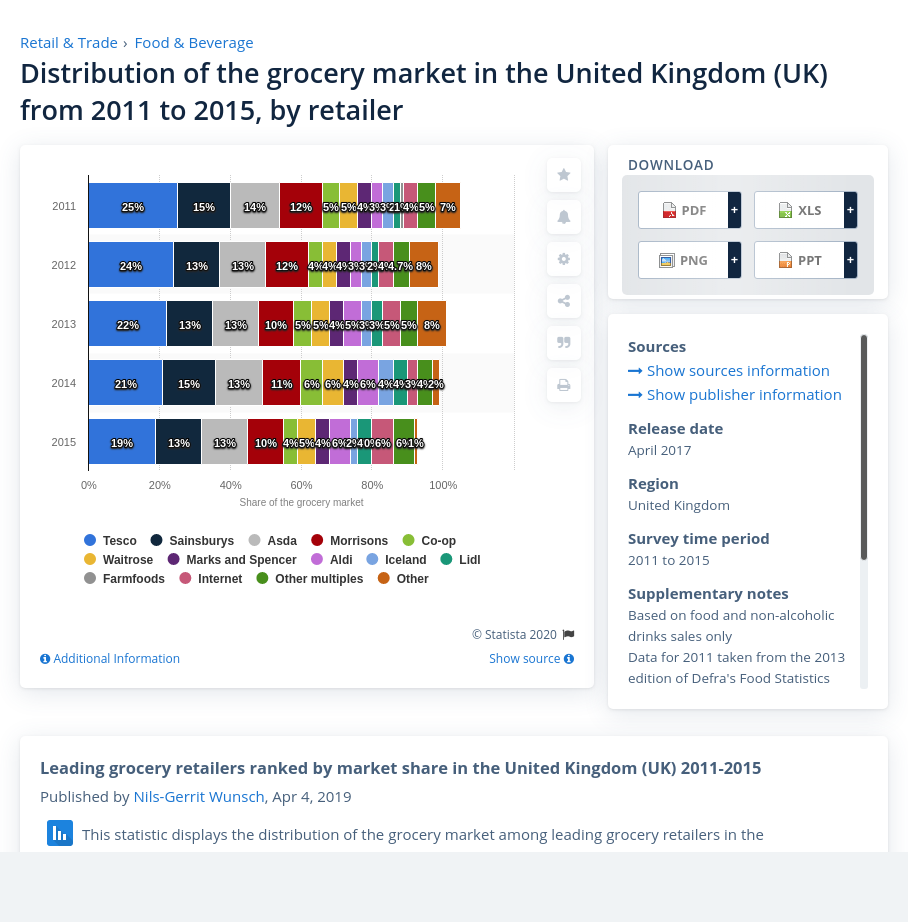 Retail & Trade › Food & Beverage
Distribution of the grocery market in the United Kingdom (UK)
from 2011 to 2015, by retailer
2011 25% 15% 14% 12% 5% 5% 4% 3% 1% 4% 5% 7%
2012 24% 13% 13% 12% 4% 4% 4% 3% 2% 4.7% 8%
2013 22% 13% 13% 10% 5% 5% 4% 5% 3% 3% 5% 5% 8%
2014 21% 15% 13% 11% 6% 6% 4% 6% 4% 4% 3% 4% 2%
2015 19% 13% 13% 10% 4% 5% 4% 6% 2% 6% 6% 1%
0% 20% 40% 60% 80% 100%
Share of the grocery market
Tesco Sainsburys Asda Morrisons Co-op
Waitrose Marks and Spencer Aldi Iceland Lidl
Farmfoods Internet Other multiples Other
© Statista 2020
Additional Information Show source
DOWNLOAD
PDF + XLS +
PNG + PPT +
Sources
Show sources information
Show publisher information
Release date
April 2017
Region
United Kingdom
Survey time period
2011 to 2015
Supplementary notes
Based on food and non-alcoholic
drinks sales only
Data for 2011 taken from the 2013
edition of Defra's Food Statistics
Leading grocery retailers ranked by market share in the United Kingdom (UK) 2011-2015
Published by Nils-Gerrit Wunsch, Apr 4, 2019
This statistic displays the distribution of the grocery market among leading grocery retailers in the